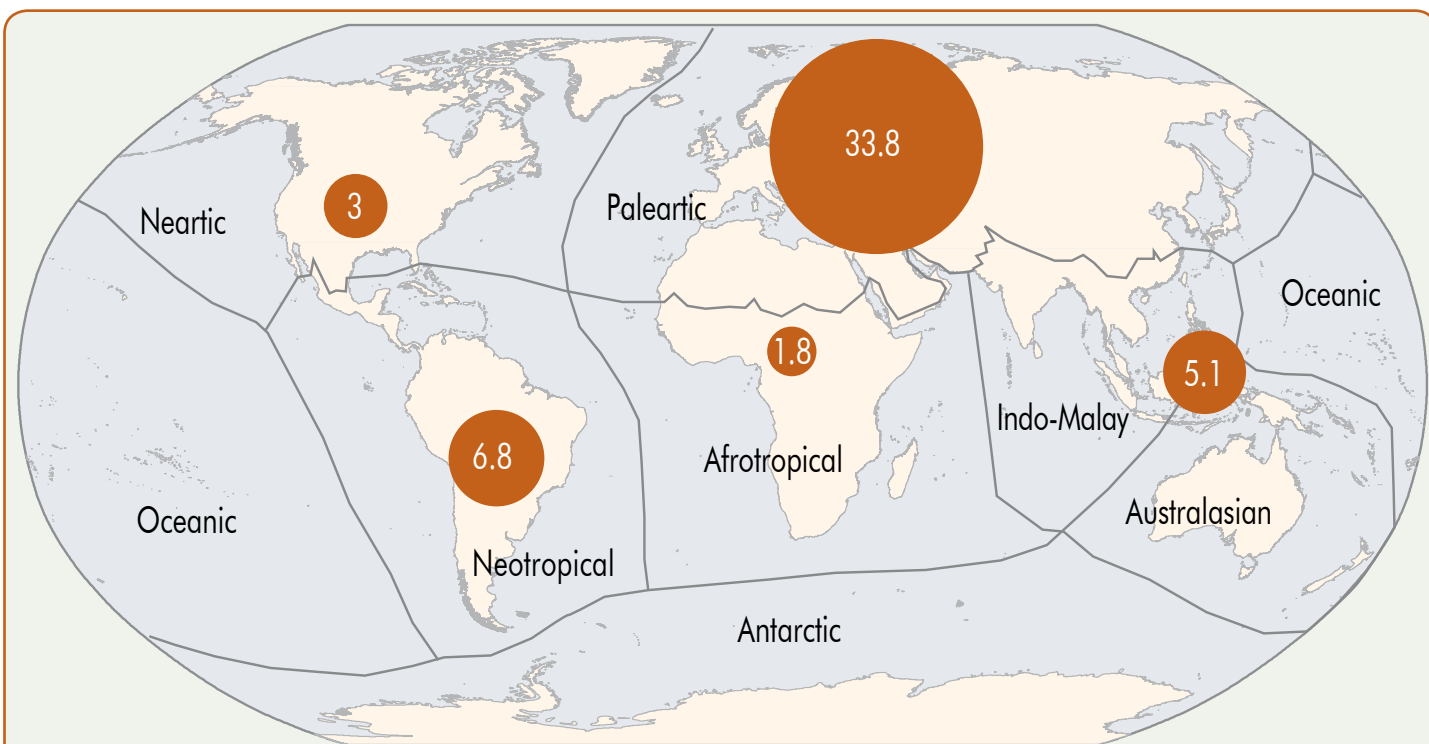 33.8
3
Paleartic
Neartic
Oceanic
1.8
5.1
Indo-Malay
6.8
Afrotropical
Australasian
Oceanic
Neotropical
Antarctic